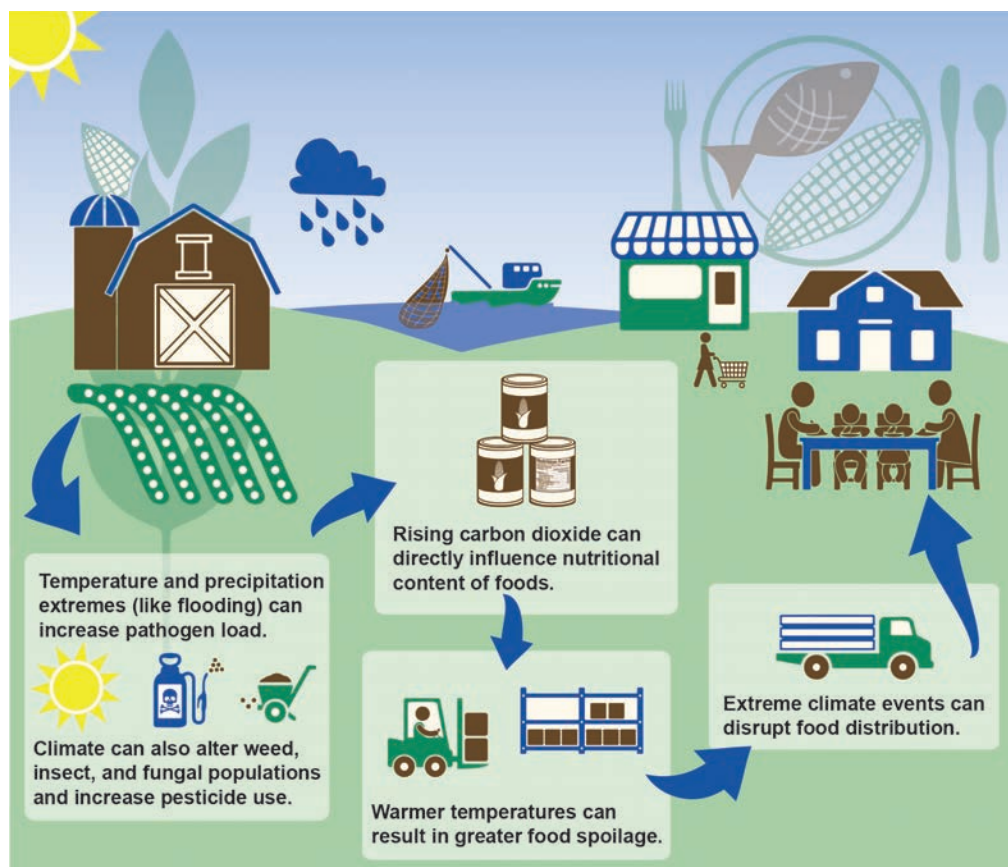 Temperature and precipitation
extremes (like flooding) can
increase pathogen load.
Climate can also alter weed,
insect, and fungal populations
and increase pesticide use.
Rising carbon dioxide can
directly influence nutritional
content of foods.
Warmer temperatures can
result in greater food spoilage.
Extreme climate events can
disrupt food distribution.